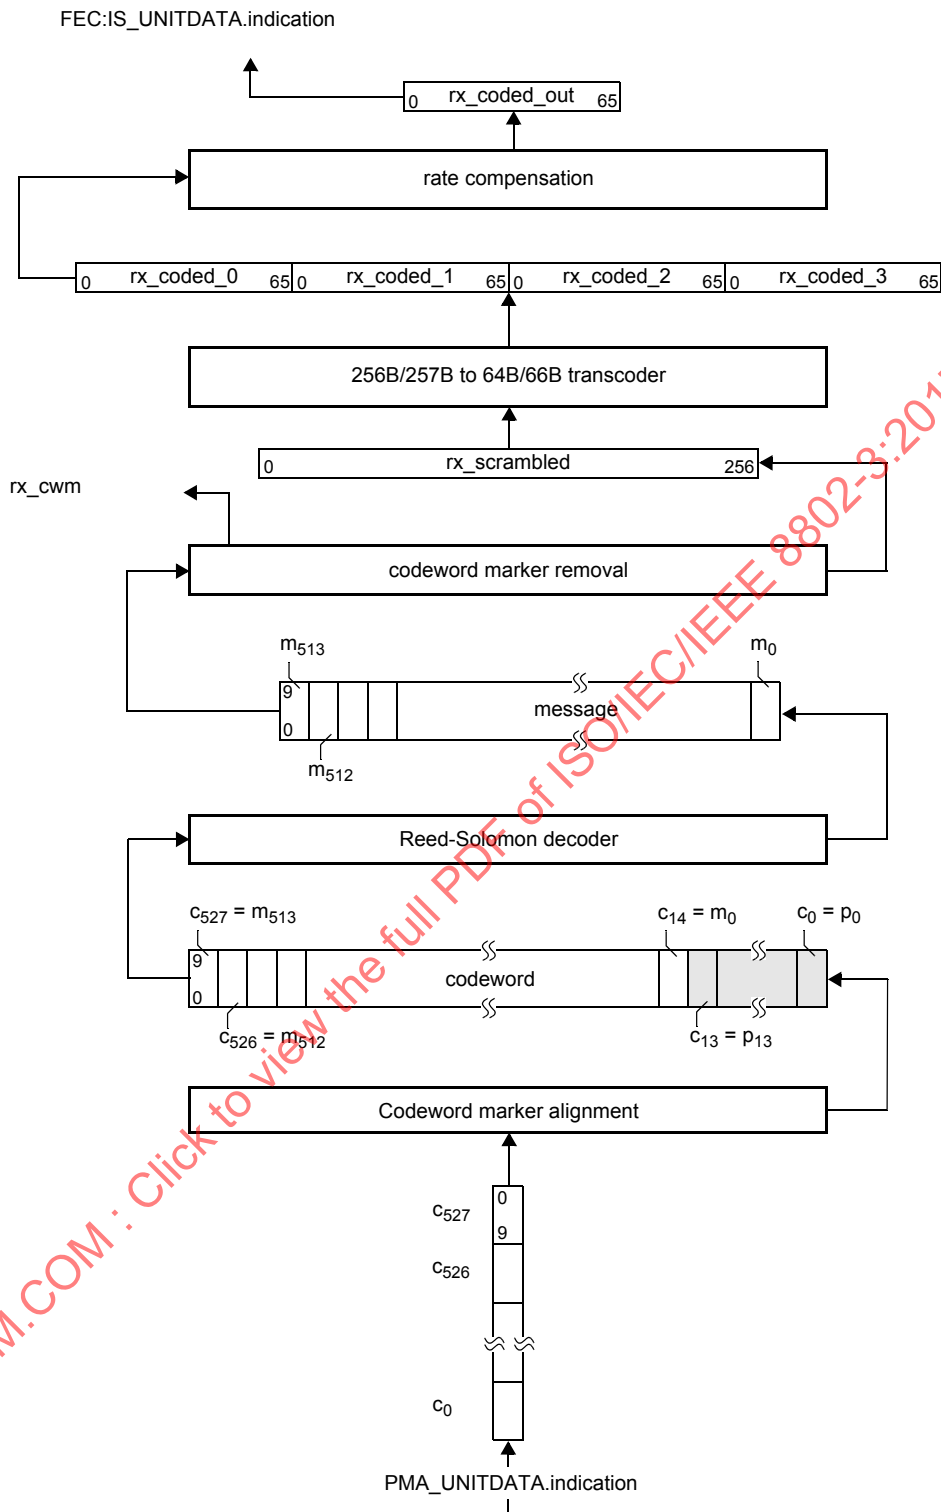 FEC:IS_UNITDATA.indication
0 rx_coded_out 65
rate compensation
0 rx_coded_0 65 0 rx_coded_1 65 0 rx_coded_2 65 0 rx_coded_3 65
256B/257B to 64B/66B transcoder
0 rx_scrambled 256
rx_cwm
codeword marker removal
m513 m0
9
message
0
m512
Reed-Solomon decoder
c527 = m513 c14 = m0 c0 = p0
9
codeword
0
c526 = m512 c13 = p13
Codeword marker alignment
0
c527
9
c526
c0
PMA_UNITDATA.indication
M.COM : Click to view the full PDF of ISO/IEC/IEEE 8802-3:201